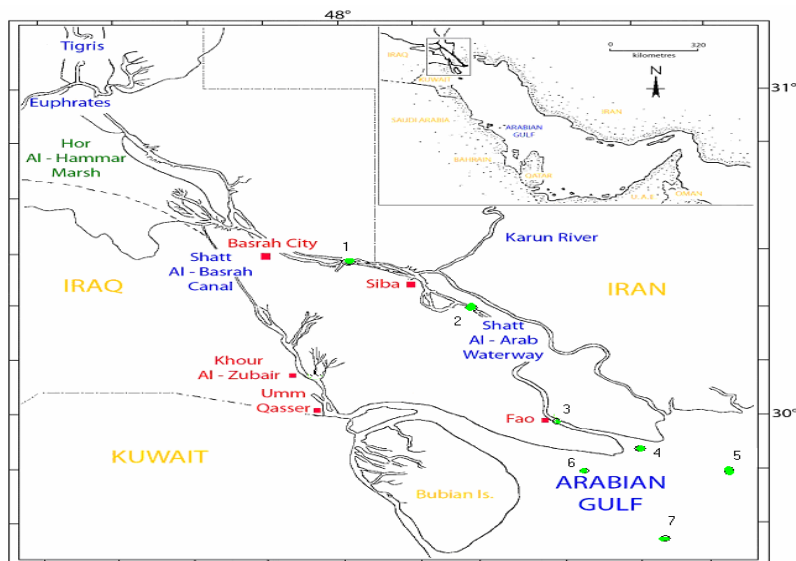 48°
Tigris
Euphrates
Hor
Al - Hammar
Marsh
IRAQ
KUWAIT
SAUDI ARABIA
BAHRAIN
QATAR
U.A.E.
OMAN
IRAN
ARABIAN
GULF
0 320
kilometres
N
31°
Basrah City
1
Shatt
Al - Basrah
Canal
Karun River
IRAQ
Siba
IRAN
2
Shatt
Al - Arab
Waterway
Khour
Al - Zubair
Umm
Qasser
Fao
3
30°
KUWAIT
Bubian Is.
4
5
6
ARABIAN
GULF
7